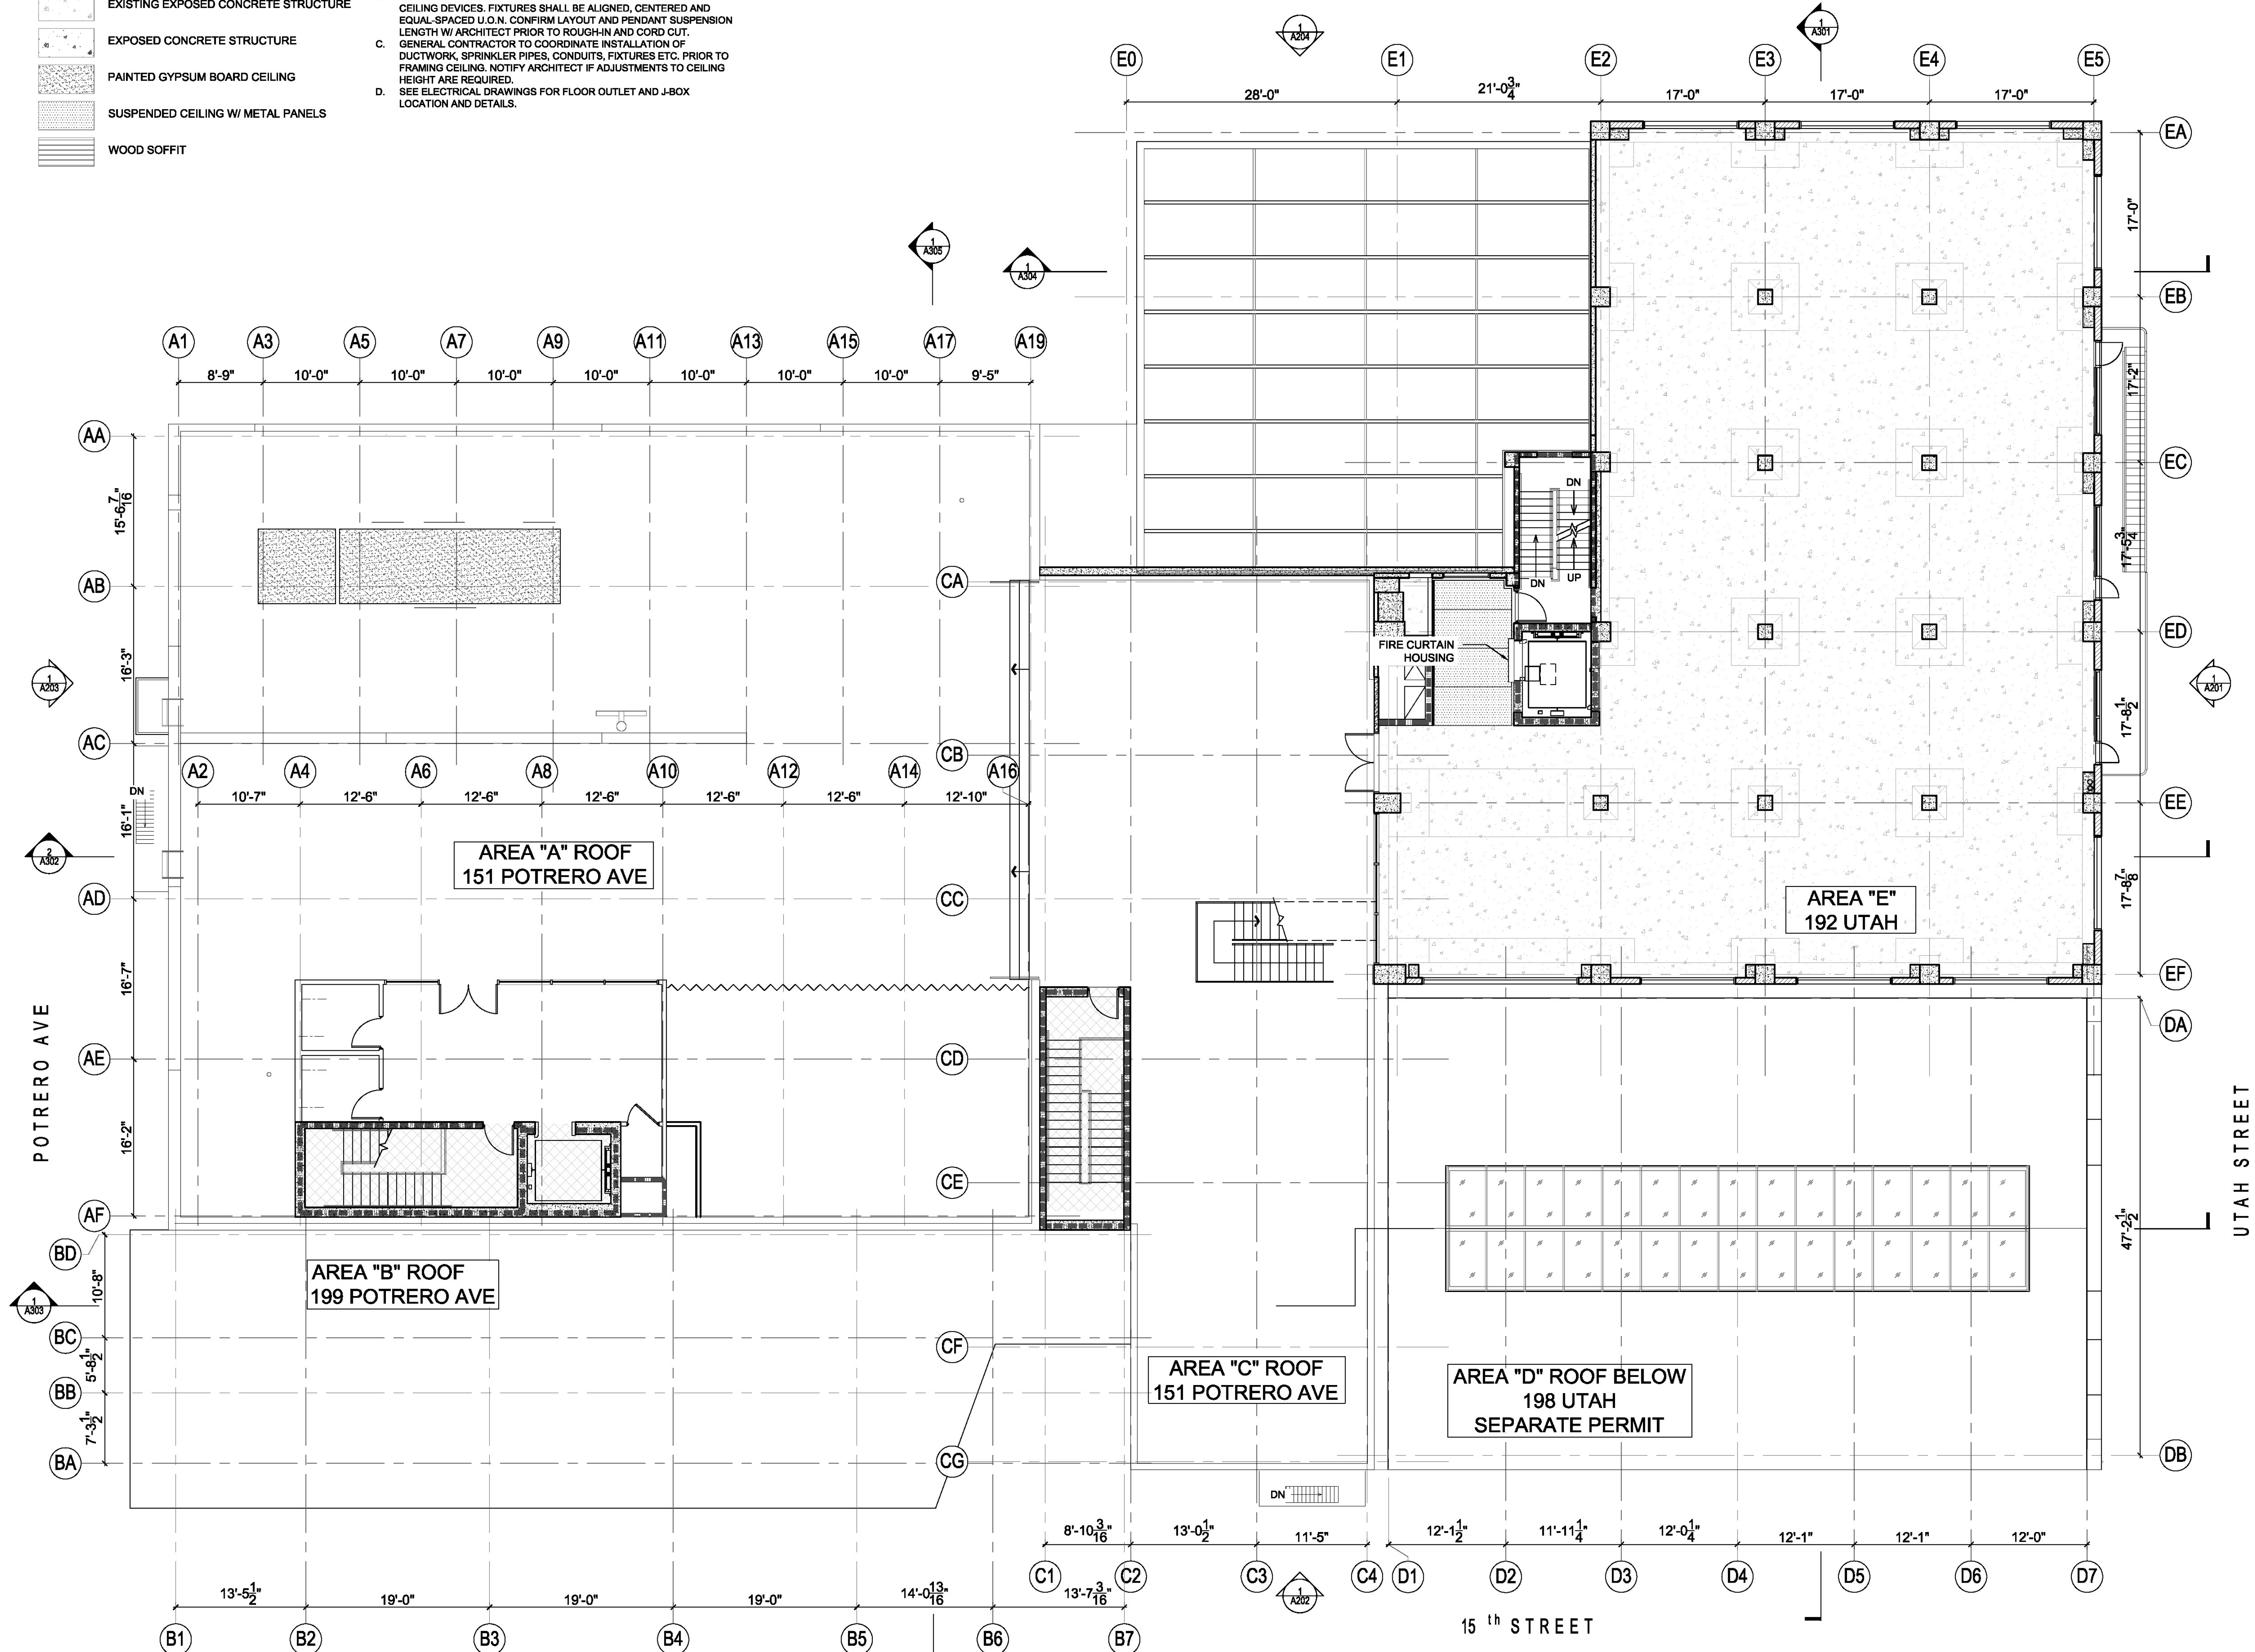 EXISTING EXPOSED CONCRETE STRUCTURE
EXPOSED CONCRETE STRUCTURE
PAINTED GYPSUM BOARD CEILING
SUSPENDED CEILING W/ METAL PANELS
WOOD SOFFIT
CEILING DEVICES. FIXTURES SHALL BE ALIGNED, CENTERED AND
EQUAL-SPACED U.O.N. CONFIRM LAYOUT AND PENDANT SUSPENSION
LENGTH W/ ARCHITECT PRIOR TO ROUGH-IN AND CORD CUT.
C. GENERAL CONTRACTOR TO COORDINATE INSTALLATION OF
DUCTWORK, SPRINKLER PIPES, CONDUITS, FIXTURES ETC. PRIOR TO
FRAMING CEILING. NOTIFY ARCHITECT IF ADJUSTMENTS TO CEILING
HEIGHT ARE REQUIRED.
D. SEE ELECTRICAL DRAWINGS FOR FLOOR OUTLET AND J-BOX
LOCATION AND DETAILS.
1 A204
1 A301
E0 E1 E2 E3 E4 E5
28'-0" 21'-0 3/4" 17'-0" 17'-0" 17'-0"
EA
17'-0"
EB
17'-2"
EC
17'-5 3/4"
ED
17'-8 1/2"
EE
17'-8 7/8"
EF
1 A305
1 A304
A1 A3 A5 A7 A9 A11 A13 A15 A17 A19
8'-9" 10'-0" 10'-0" 10'-0" 10'-0" 10'-0" 10'-0" 10'-0" 9'-5"
AA
15'-6 7/16"
AB
16'-3"
AC
16'-1"
AD
16'-7"
AE
16'-2"
AF
CA
CB
CC
CD
CE
CF
CG
DN
DN
UP
FIRE CURTAIN
HOUSING
1 A203
1 A201
A2 A4 A6 A8 A10 A12 A14 A16
10'-7" 12'-6" 12'-6" 12'-6" 12'-6" 12'-6" 12'-10"
DN
2 A302
AREA "A" ROOF
151 POTRERO AVE
AREA "E"
192 UTAH
POTRERO AVE
UTAH STREET
DA
47'-2 1/2"
DB
BD
10'-8"
BC
5'-8 1/2"
BB
7'-3 1/2"
BA
1 A303
AREA "B" ROOF
199 POTRERO AVE
AREA "C" ROOF
151 POTRERO AVE
AREA "D" ROOF BELOW
198 UTAH
SEPARATE PERMIT
DN
8'-10 3/16" 13'-0 1/2" 11'-5" 12'-1 1/2" 11'-11 1/4" 12'-0 1/4" 12'-1" 12'-1" 12'-0"
C1 C2 C3 C4 D1 D2 D3 D4 D5 D6 D7
1 A202
13'-5 1/2" 19'-0" 19'-0" 19'-0" 14'-0 13/16" 13'-7 3/16"
15 th STREET
B1 B2 B3 B4 B5 B6 B7